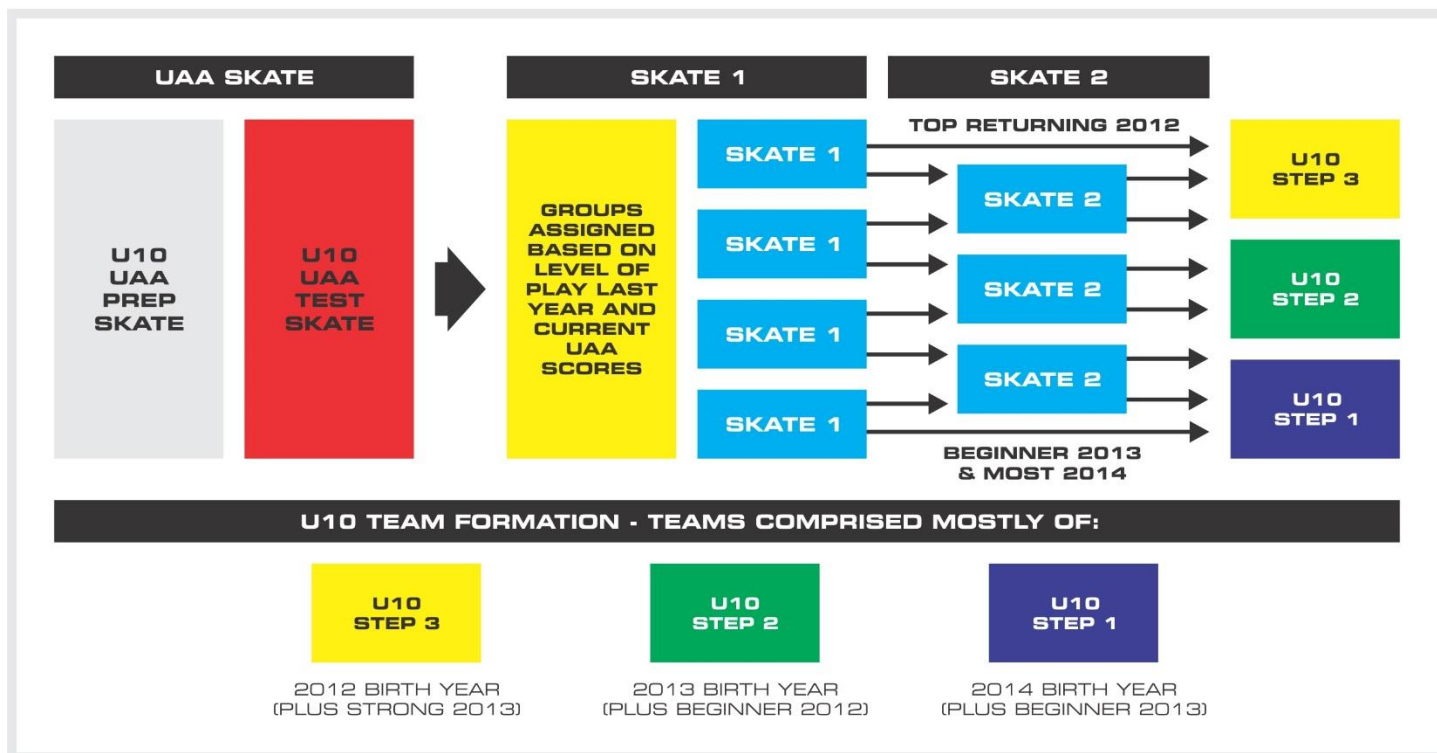 UAA SKATE
SKATE 1
SKATE 2
U10
UAA
PREP
SKATE
U10
UAA
TEST
SKATE
GROUPS
ASSIGNED
BASED ON
LEVEL OF
PLAY LAST
YEAR AND
CURRENT
UAA
SCORES
SKATE 1
SKATE 1
SKATE 1
SKATE 1
TOP RETURNING 2012
SKATE 2
SKATE 2
SKATE 2
BEGINNER 2013
& MOST 2014
U10
STEP 3
U10
STEP 2
U10
STEP 1
U10 TEAM FORMATION - TEAMS COMPRISED MOSTLY OF:
U10
STEP 3
2012 BIRTH YEAR
(PLUS STRONG 2013)
U10
STEP 2
2013 BIRTH YEAR
(PLUS BEGINNER 2012)
U10
STEP 1
2014 BIRTH YEAR
(PLUS BEGINNER 2013)